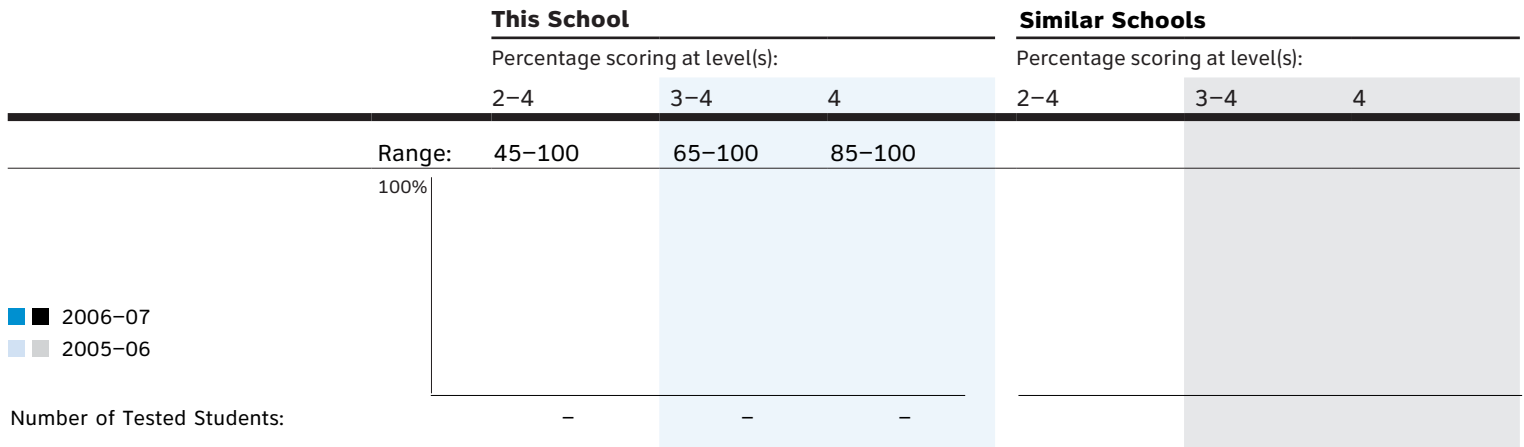 This School Similar Schools
Percentage scoring at level(s): Percentage scoring at level(s):
2–4 3–4 4 2–4 3–4 4
Range: 45–100 65–100 85–100
100%
2006–07
2005–06
Number of Tested Students: – – –